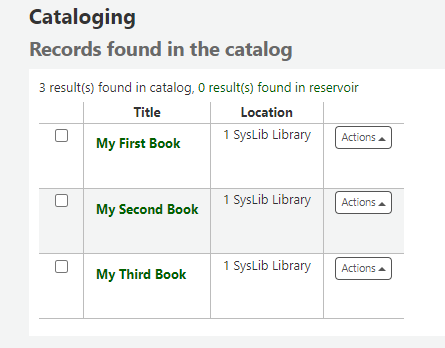 Cataloging
Records found in the catalog
3 result(s) found in catalog, 0 result(s) found in reservoir
Title Location
My First Book 1 SysLib Library Actions
My Second Book 1 SysLib Library Actions
My Third Book 1 SysLib Library Actions